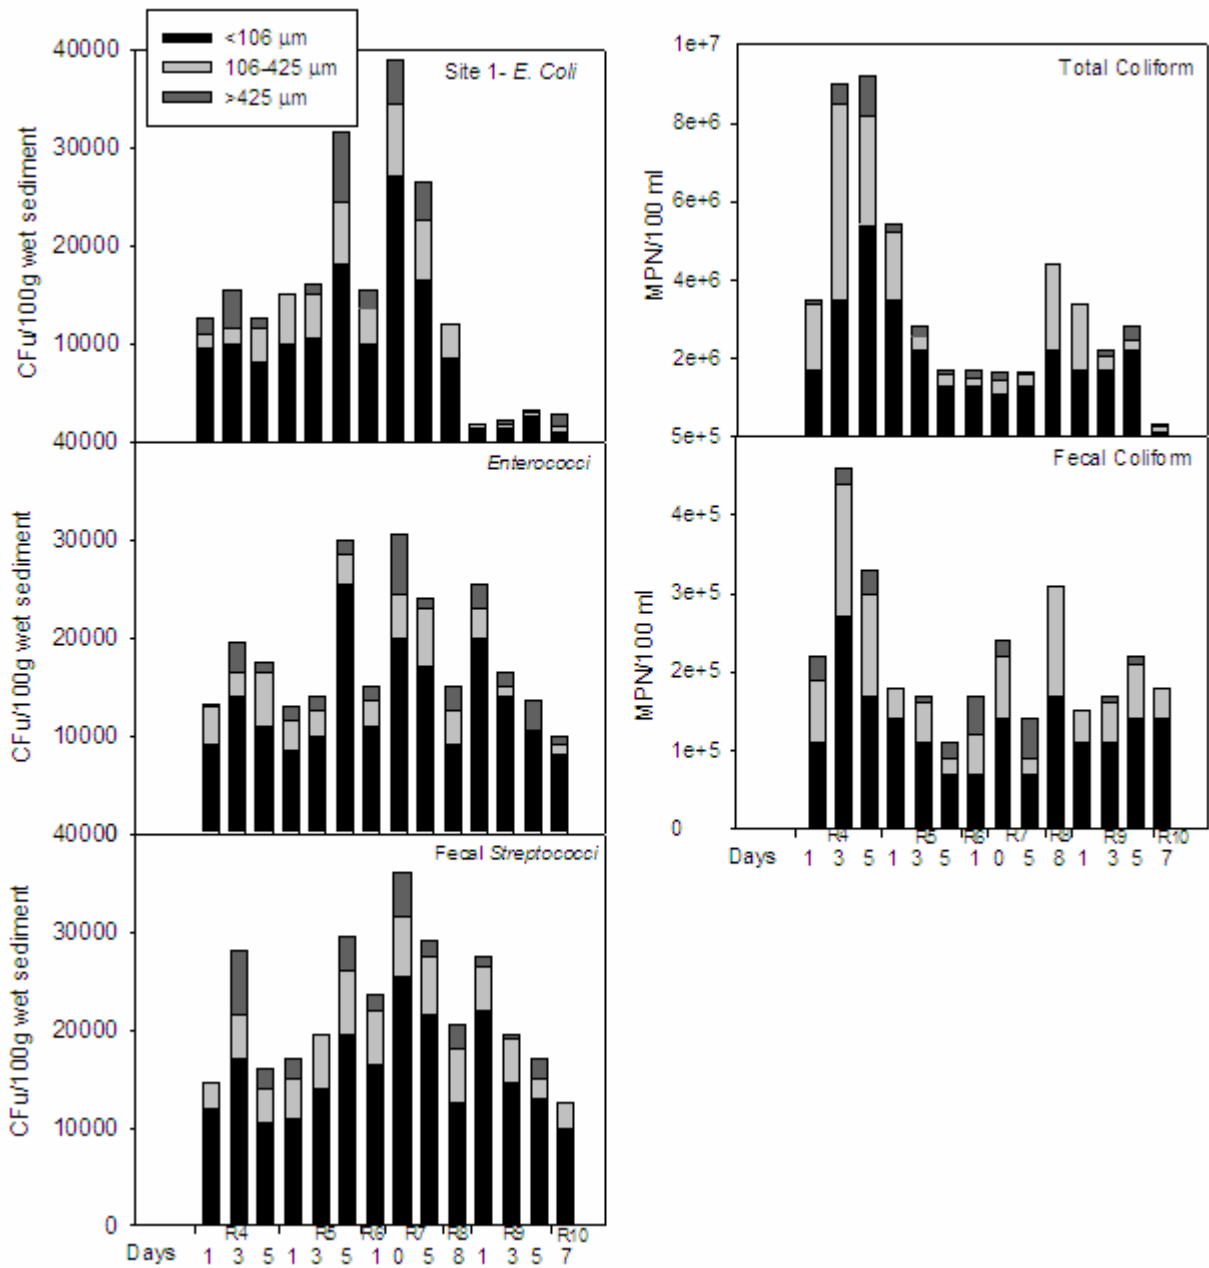 <106 µm
106-425 µm
>425 µm
Site 1- E. Coli
CFu/100g wet sediment
40000
30000
20000
10000
Enterococci
CFu/100g wet sediment
40000
30000
20000
10000
Fecal Streptococci
CFu/100g wet sediment
40000
30000
20000
10000
0
R4 R5 R6 R7 R8 R9 R10
Days 1 3 5 1 3 5 1 0 5 8 1 3 5 7
Total Coliform
MPN/100 ml
1e+7
8e+6
6e+6
4e+6
2e+6
Fecal Coliform
MPN/100 ml
5e+5
4e+5
3e+5
2e+5
1e+5
0
R4 R5 R6 R7 R8 R9 R10
Days 1 3 5 1 3 5 1 0 5 8 1 3 5 7